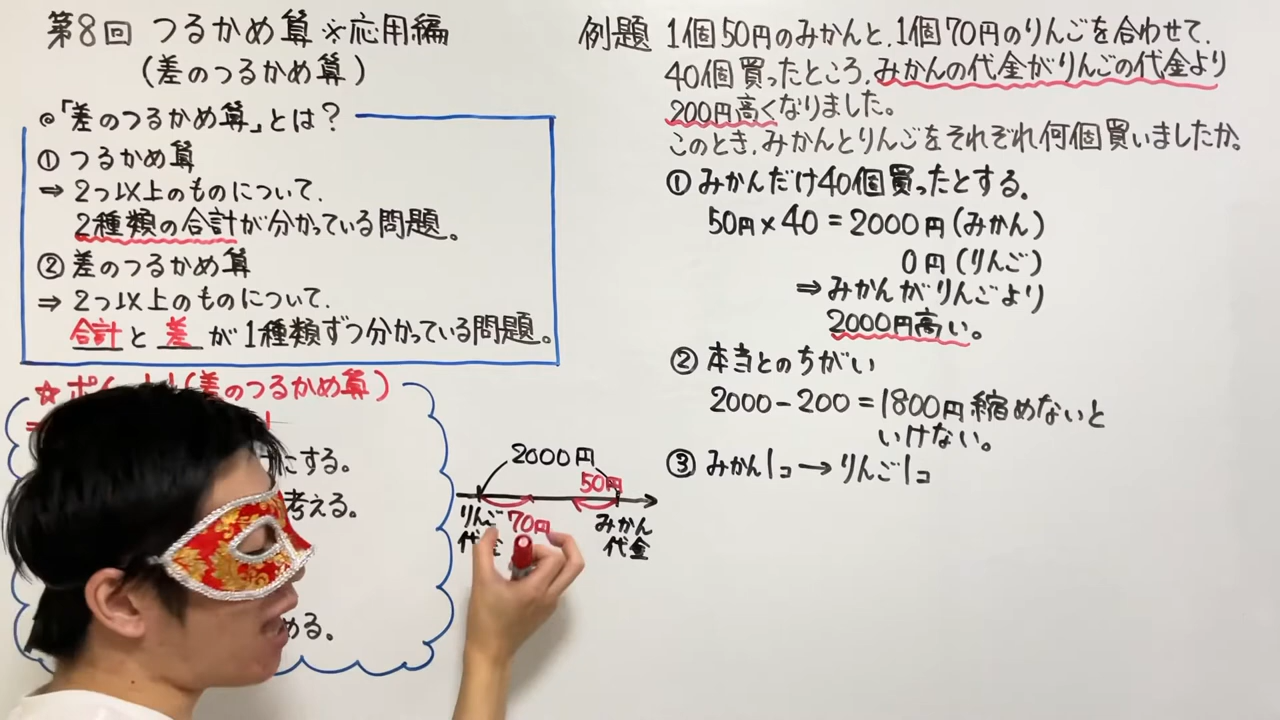 第8回 つるかめ算 ※応用編
(差のつるかめ算)
◎「差のつるかめ算」とは?
① つるかめ算
⇒ 2つ以上のものについて、
2種類の合計が分かっている問題。
② 差のつるかめ算
⇒ 2つ以上のものについて、
合計と 差 が1種類ずつ分かっている問題。
☆ポイント(差のつるかめ算)
にする。
考える。
める。
2000円
50円
りんご 70円 みかん
代金 代金
例題 1個50円のみかんと、1個70円のりんごを合わせて、
40個買ったところ、みかんの代金がりんごの代金より
200円高くなりました。
このとき、みかんとりんごをそれぞれ何個買いましたか。
① みかんだけ40個買ったとする。
50円×40=2000円(みかん)
0円(りんご)
⇒みかんがりんごより
2000円高い。
② 本当とのちがい
2000-200=1800円縮めないと
いけない。
③ みかん1コ→りんご1コ